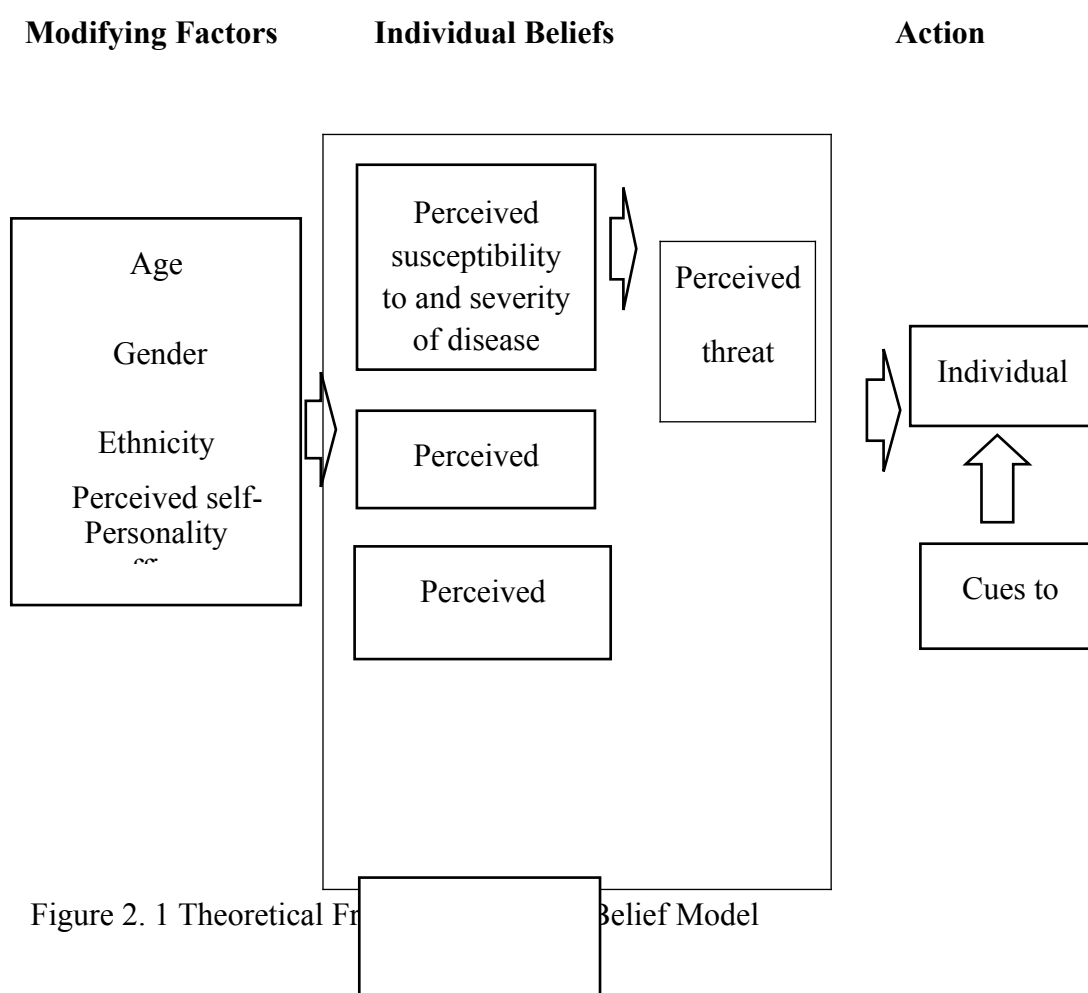 Modifying Factors Individual Beliefs Action
Age
Gender
Ethnicity
Perceived self-
Personality
Perceived
susceptibility
to and severity
of disease
Perceived
Perceived
Perceived
threat
Individual
Cues to
Figure 2. 1 Theoretical Fr Belief Model